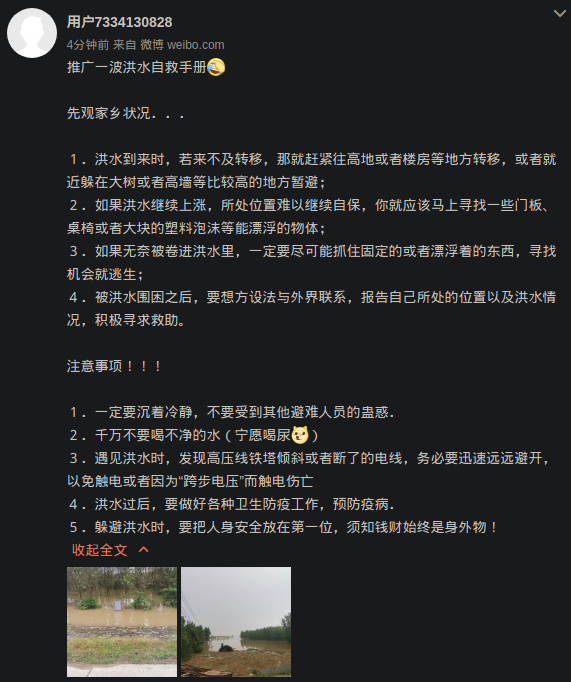 用户7334130828
4分钟前 来自 微博 weibo.com
推广一波洪水自救手册
先观家乡状况...
1.洪水到来时，若来不及转移，那就赶紧往高地或者楼房等地方转移，或者就
近躲在大树或者高墙等比较高的地方暂避；
2.如果洪水继续上涨，所处位置难以继续自保，你就应该马上寻找一些门板、
桌椅或者大块的塑料泡沫等能漂浮的物体；
3.如果无奈被卷进洪水里，一定要尽可能抓住固定的或者漂浮着的东西，寻找
机会就逃生；
4.被洪水围困之后，要想方设法与外界联系，报告自己所处的位置以及洪水情
况，积极寻求救助。
注意事项！！！
1.一定要沉着冷静，不要受到其他避难人员的蛊惑.
2.千万不要喝不净的水（宁愿喝尿）
3.遇见洪水时，发现高压线铁塔倾斜或者断了的电线，务必要迅速远远避开，
以免触电或者因为“跨步电压”而触电伤亡
4.洪水过后，要做好各种卫生防疫工作，预防疫病.
5.躲避洪水时，要把人身安全放在第一位，须知钱财始终是身外物！
收起全文